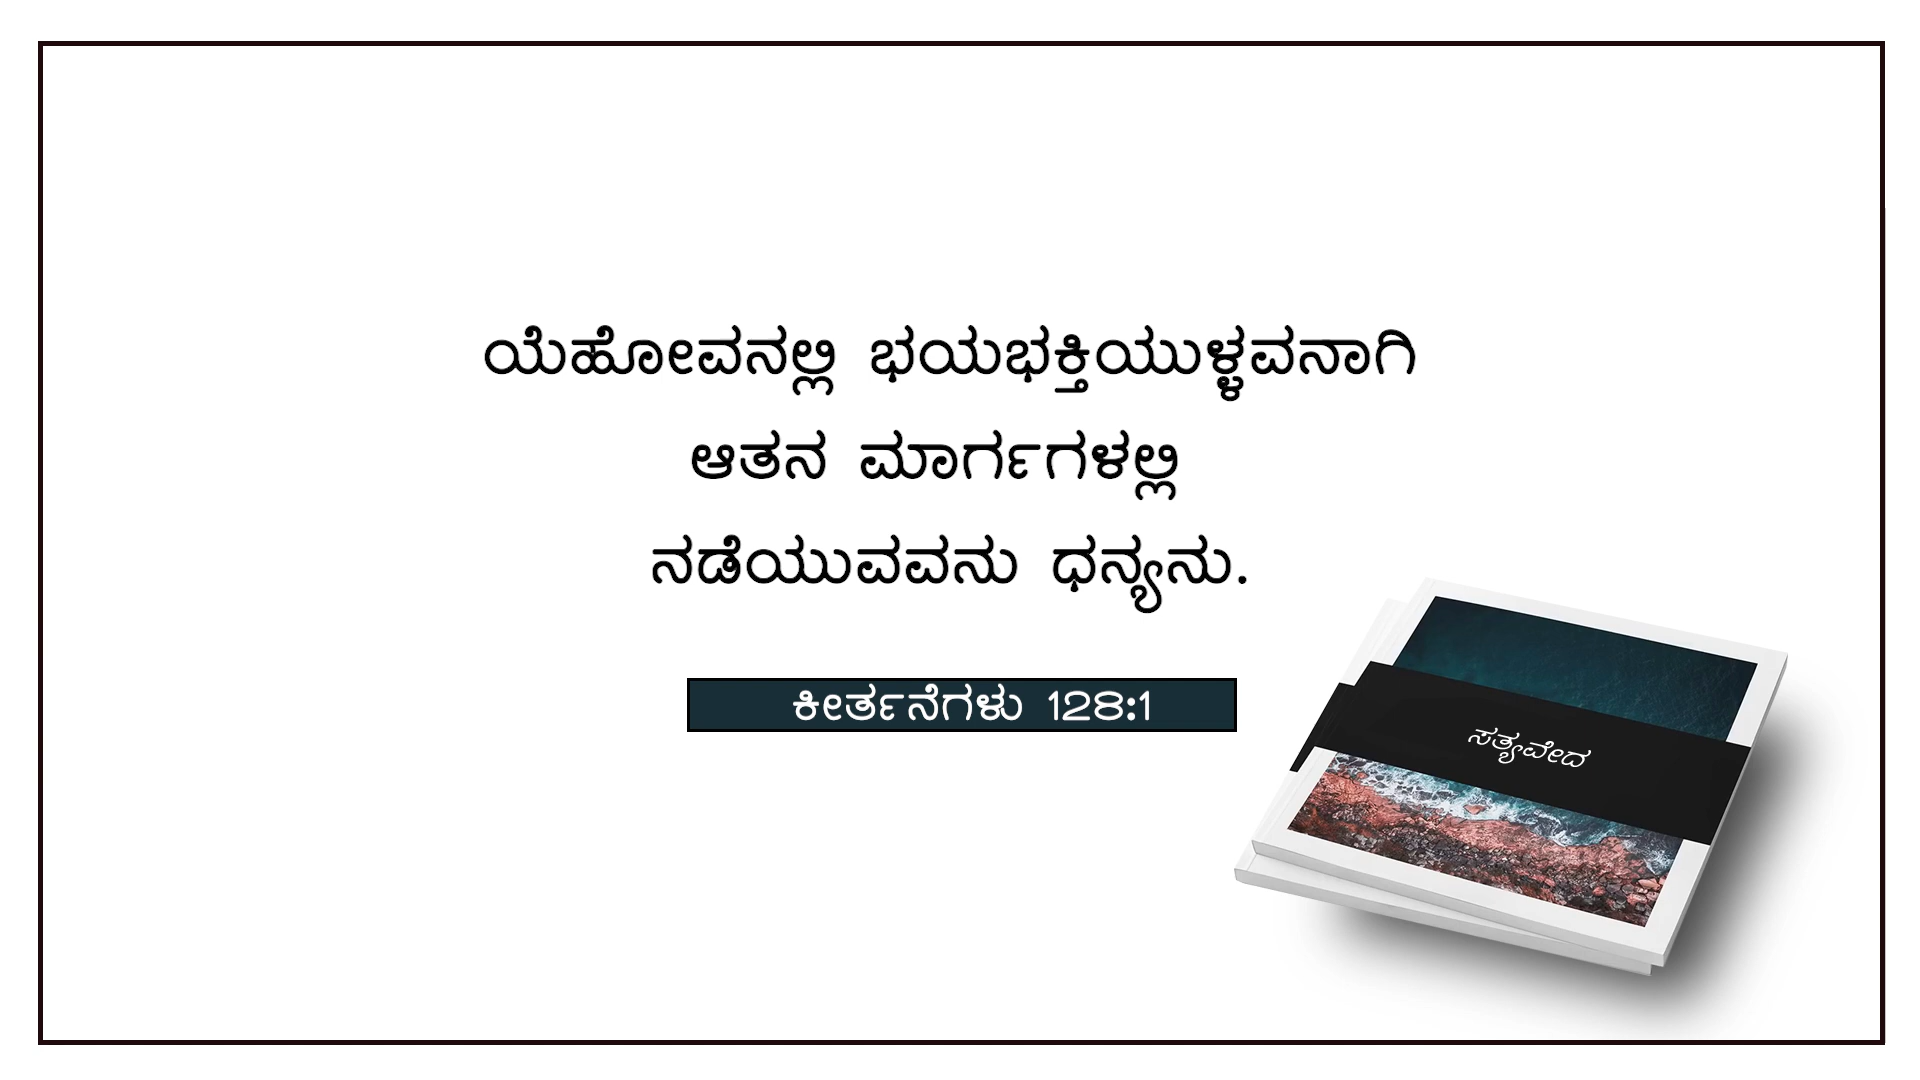 ಯೆಹೋವನಲ್ಲಿ ಭಯಭಕ್ತಿಯುಳ್ಳವನಾಗಿ
ಆತನ ಮಾರ್ಗಗಳಲ್ಲಿ
ನಡೆಯುವವನು ಧನ್ಯನು.
ಕೀರ್ತನೆಗಳು 128:1
ಸತ್ಯವೇದ